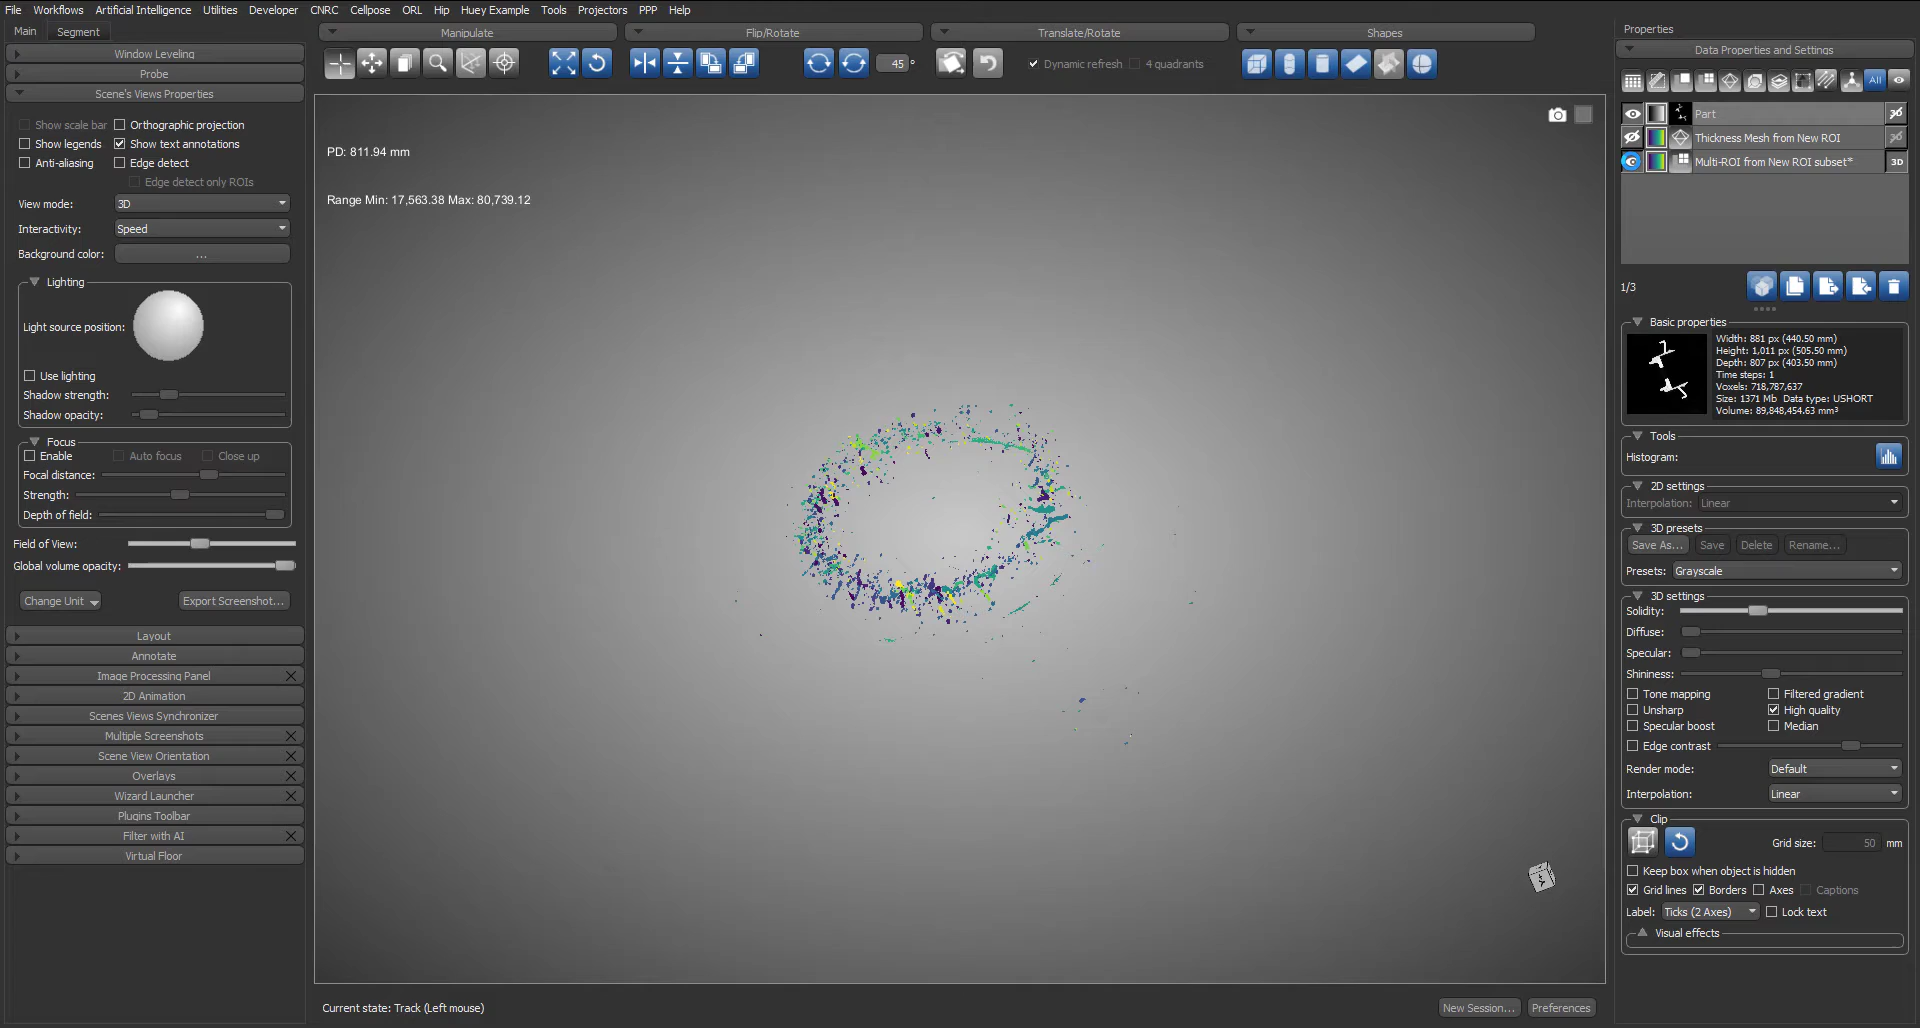 File Workflows Artificial Intelligence Utilities Developer CNRC Cellpose ORL Hip Huey Example Tools Projectors PPP Help
Main Segment
Window Leveling
Probe
Scene's Views Properties
Show scale bar Orthographic projection
Show legends Show text annotations
Anti-aliasing Edge detect
Edge detect only ROIs
View mode: 3D
Interactivity: Speed
Background color: ...
Lighting
Light source position:
Use lighting
Shadow strength:
Shadow opacity:
Focus
Enable Auto focus Close up
Focal distance:
Strength:
Depth of field:
Field of View:
Global volume opacity:
Change Unit Export Screenshot...
Layout
Annotate
Image Processing Panel
2D Animation
Scenes Views Synchronizer
Multiple Screenshots
Scene View Orientation
Overlays
Wizard Launcher
Plugins Toolbar
Filter with AI
Virtual Floor
Manipulate Flip/Rotate Translate/Rotate Shapes
45 °
Dynamic refresh 4 quadrants
PD: 811.94 mm
Range Min: 17,563.38 Max: 80,739.12
Current state: Track (Left mouse)
New Session... Preferences
Properties
Data Properties and Settings
All
Part
Thickness Mesh from New ROI
Multi-ROI from New ROI subset* 3D
1/3
Basic properties
Width: 881 px (440.50 mm)
Height: 1,011 px (505.50 mm)
Depth: 807 px (403.50 mm)
Time steps: 1
Voxels: 718,787,637
Size: 1371 Mb Data type: USHORT
Volume: 89,848,454.63 mm³
Tools
Histogram:
2D settings
Interpolation: Linear
3D presets
Save As... Save Delete Rename...
Presets: Grayscale
3D settings
Solidity:
Diffuse:
Specular:
Shininess:
Tone mapping Filtered gradient
Unsharp High quality
Specular boost Median
Edge contrast
Render mode: Default
Interpolation: Linear
Clip
Grid size: 50 mm
Keep box when object is hidden
Grid lines Borders Axes Captions
Label: Ticks (2 Axes) Lock text
Visual effects